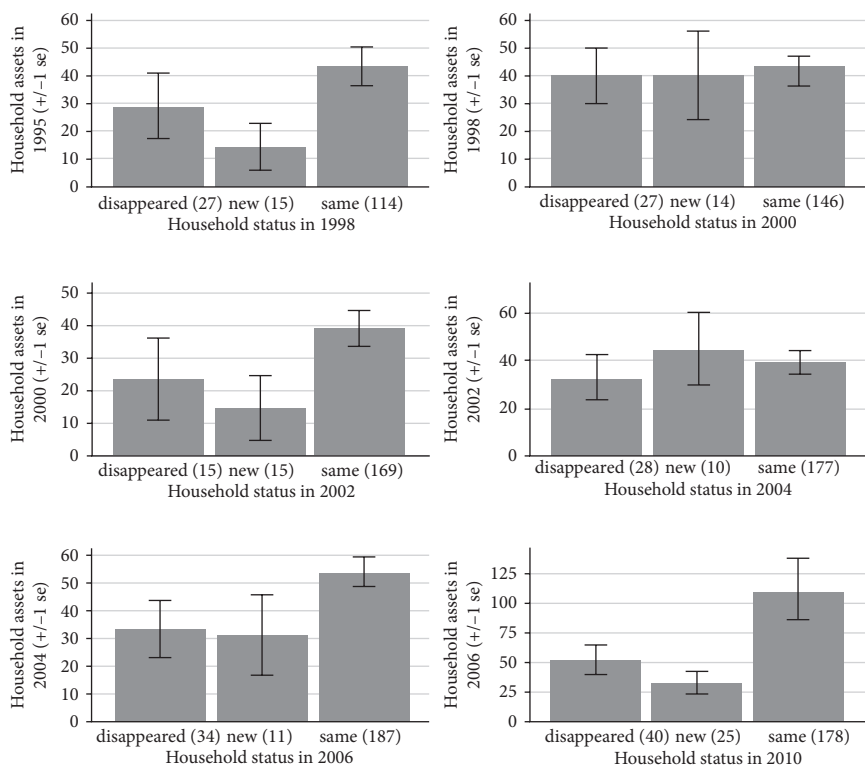 Household assets in
1995 (+/−1 se)
60
50
40
30
20
10
0
disappeared (27) new (15) same (114)
Household status in 1998
Household assets in
1998 (+/−1 se)
60
50
40
30
20
10
0
disappeared (27) new (14) same (146)
Household status in 2000
Household assets in
2000 (+/−1 se)
50
40
30
20
10
0
disappeared (15) new (15) same (169)
Household status in 2002
Household assets in
2002 (+/−1 se)
60
40
20
0
disappeared (28) new (10) same (177)
Household status in 2004
Household assets in
2004 (+/−1 se)
60
50
40
30
20
10
0
disappeared (34) new (11) same (187)
Household status in 2006
Household assets in
2006 (+/−1 se)
125
100
75
50
25
0
disappeared (40) new (25) same (178)
Household status in 2010